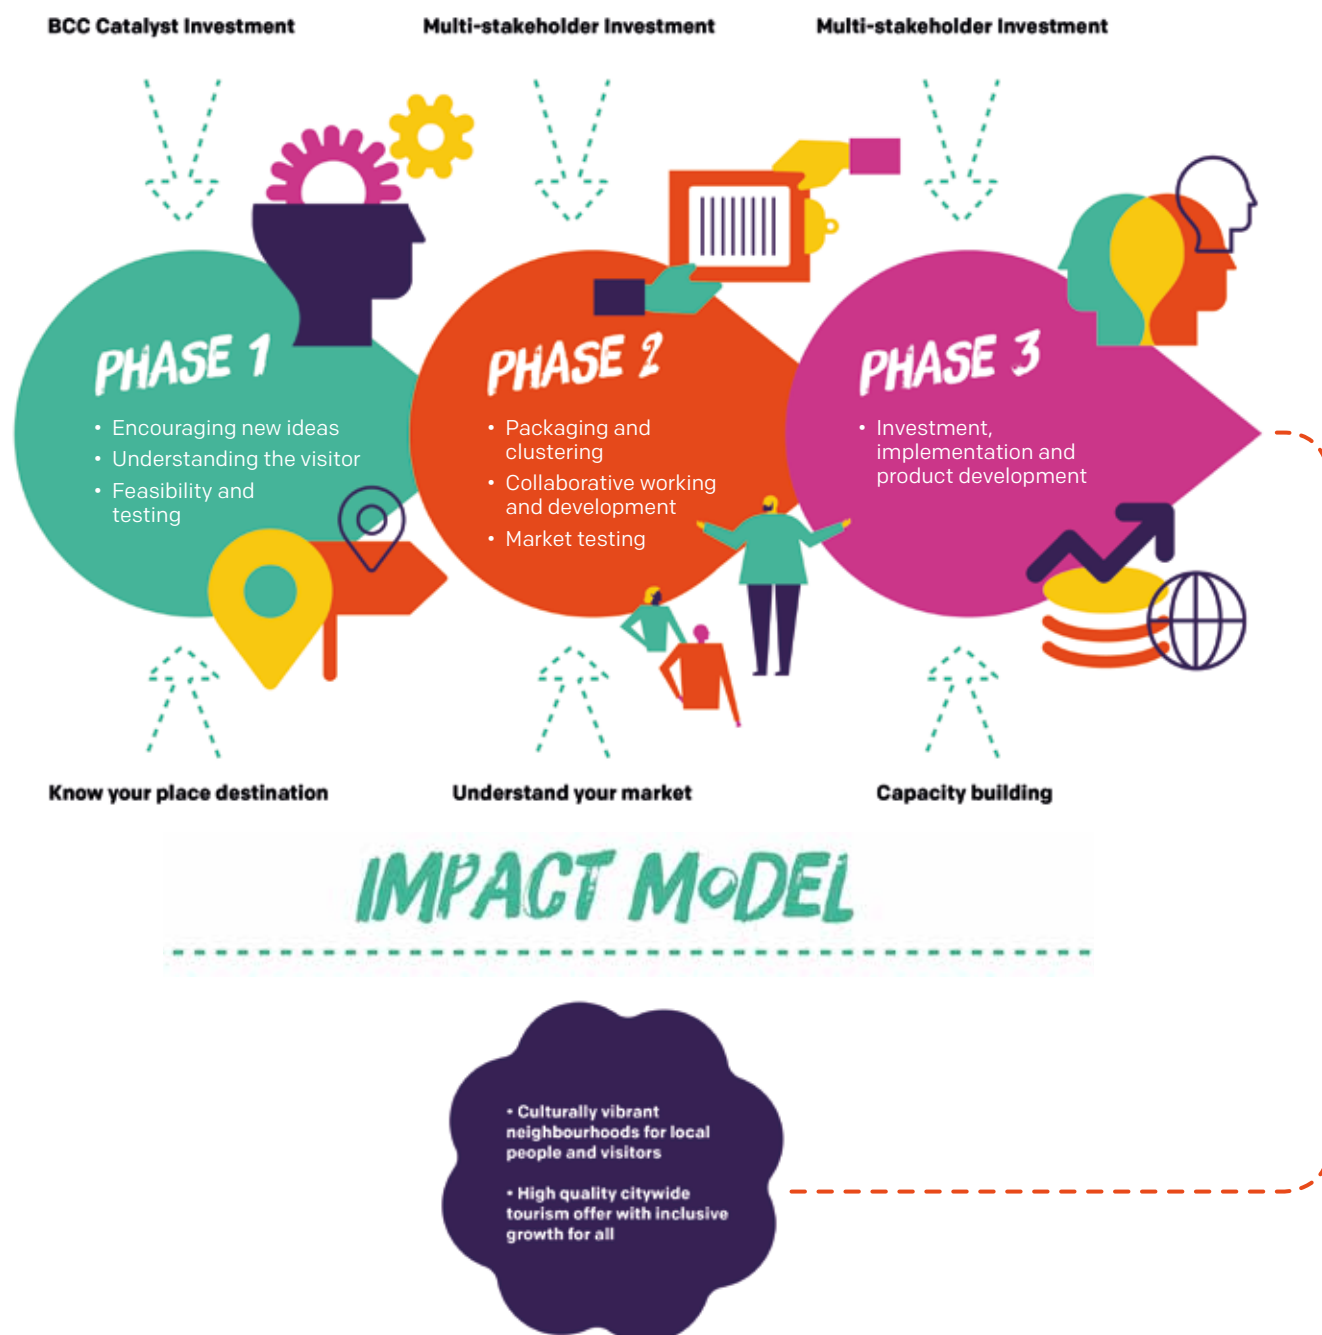 BCC Catalyst Investment
Multi-stakeholder Investment
Multi-stakeholder Investment
PHASE 1
• Encouraging new ideas
• Understanding the visitor
• Feasibility and
testing
PHASE 2
• Packaging and
clustering
• Collaborative working
and development
• Market testing
PHASE 3
• Investment,
implementation and
product development
Know your place destination
Understand your market
Capacity building
IMPACT MODEL
• Culturally vibrant
neighbourhoods for local
people and visitors
• High quality citywide
tourism offer with inclusive
growth for all